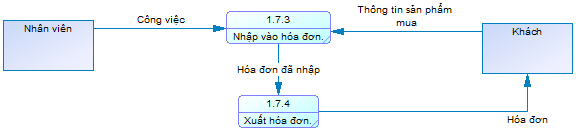 Nhân viên
Công việc
1.7.3
Nhập vào hóa đơn.
Thông tin sản phẩm
mua
Khách
Hóa đơn đã nhập
1.7.4
Xuất hóa đơn.
Hóa đơn